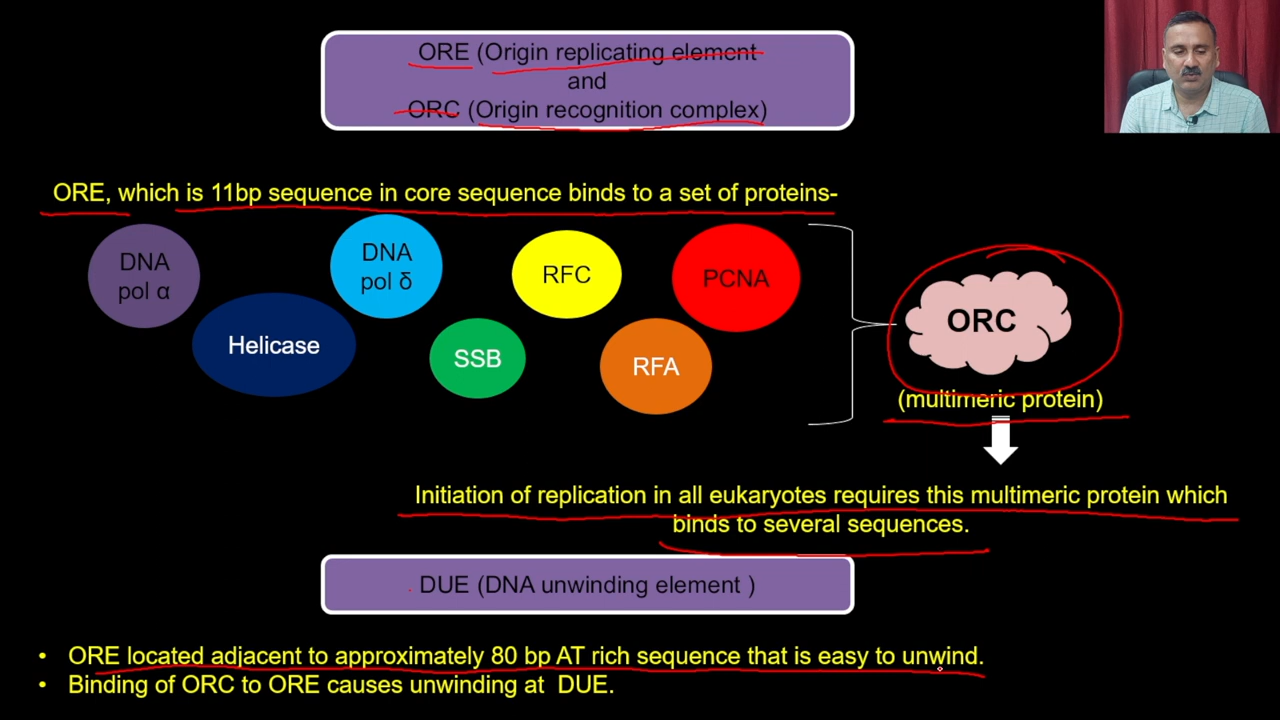 ORE (Origin replicating element
and
ORC (Origin recognition complex)
ORE, which is 11bp sequence in core sequence binds to a set of proteins-
DNA
pol α
Helicase
DNA
pol δ
SSB
RFC
RFA
PCNA
ORC
(multimeric protein)
Initiation of replication in all eukaryotes requires this multimeric protein which
binds to several sequences.
DUE (DNA unwinding element )
• ORE located adjacent to approximately 80 bp AT rich sequence that is easy to unwind.
• Binding of ORC to ORE causes unwinding at DUE.